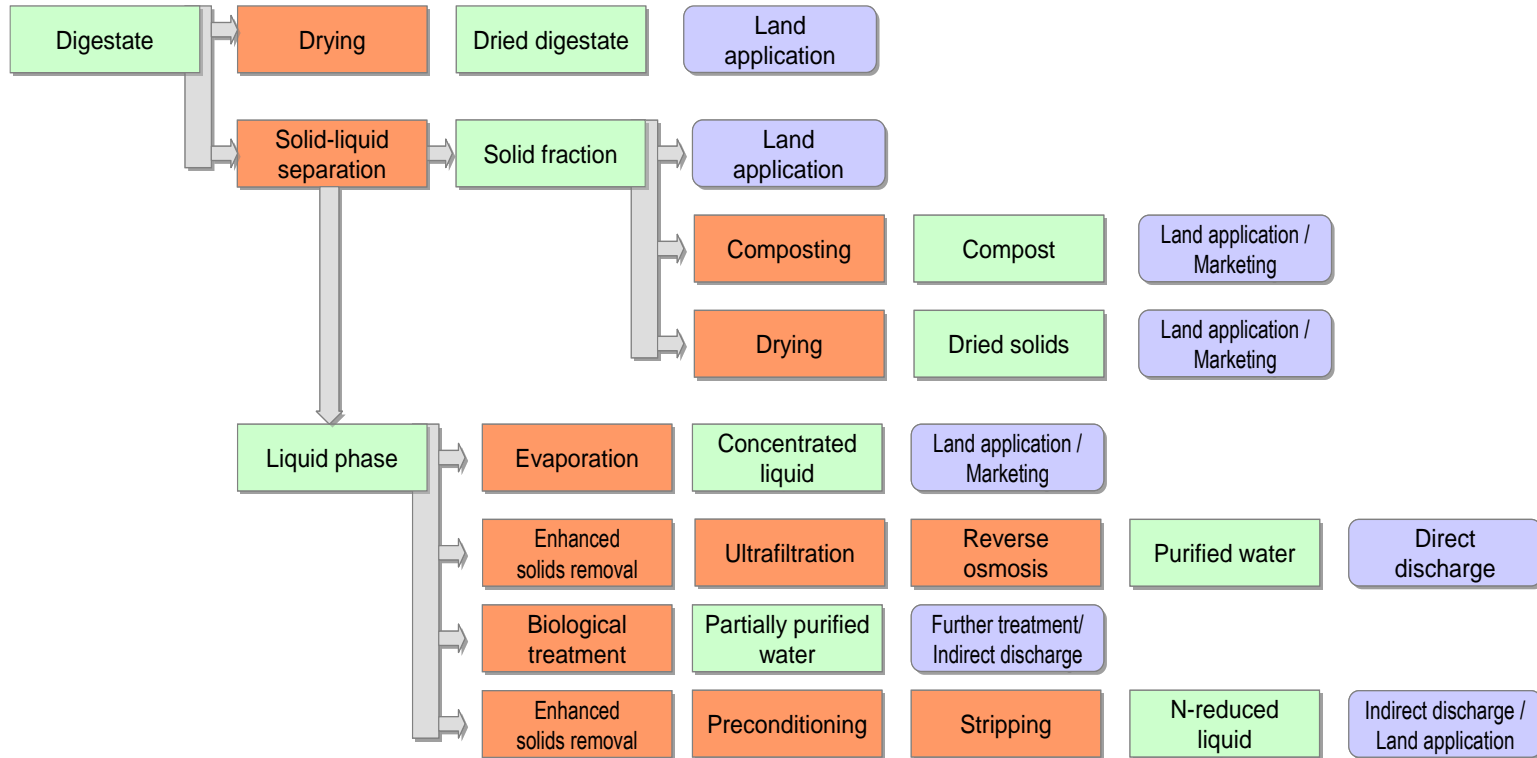 Digestate
Drying
Dried digestate
Land
application
Solid-liquid
separation
Solid fraction
Land
application
Composting
Compost
Land application /
Marketing
Drying
Dried solids
Land application /
Marketing
Liquid phase
Evaporation
Concentrated
liquid
Land application /
Marketing
Enhanced
solids removal
Ultrafiltration
Reverse
osmosis
Purified water
Direct
discharge
Biological
treatment
Partially purified
water
Further treatment/
Indirect discharge
Enhanced
solids removal
Preconditioning
Stripping
N-reduced
liquid
Indirect discharge /
Land application